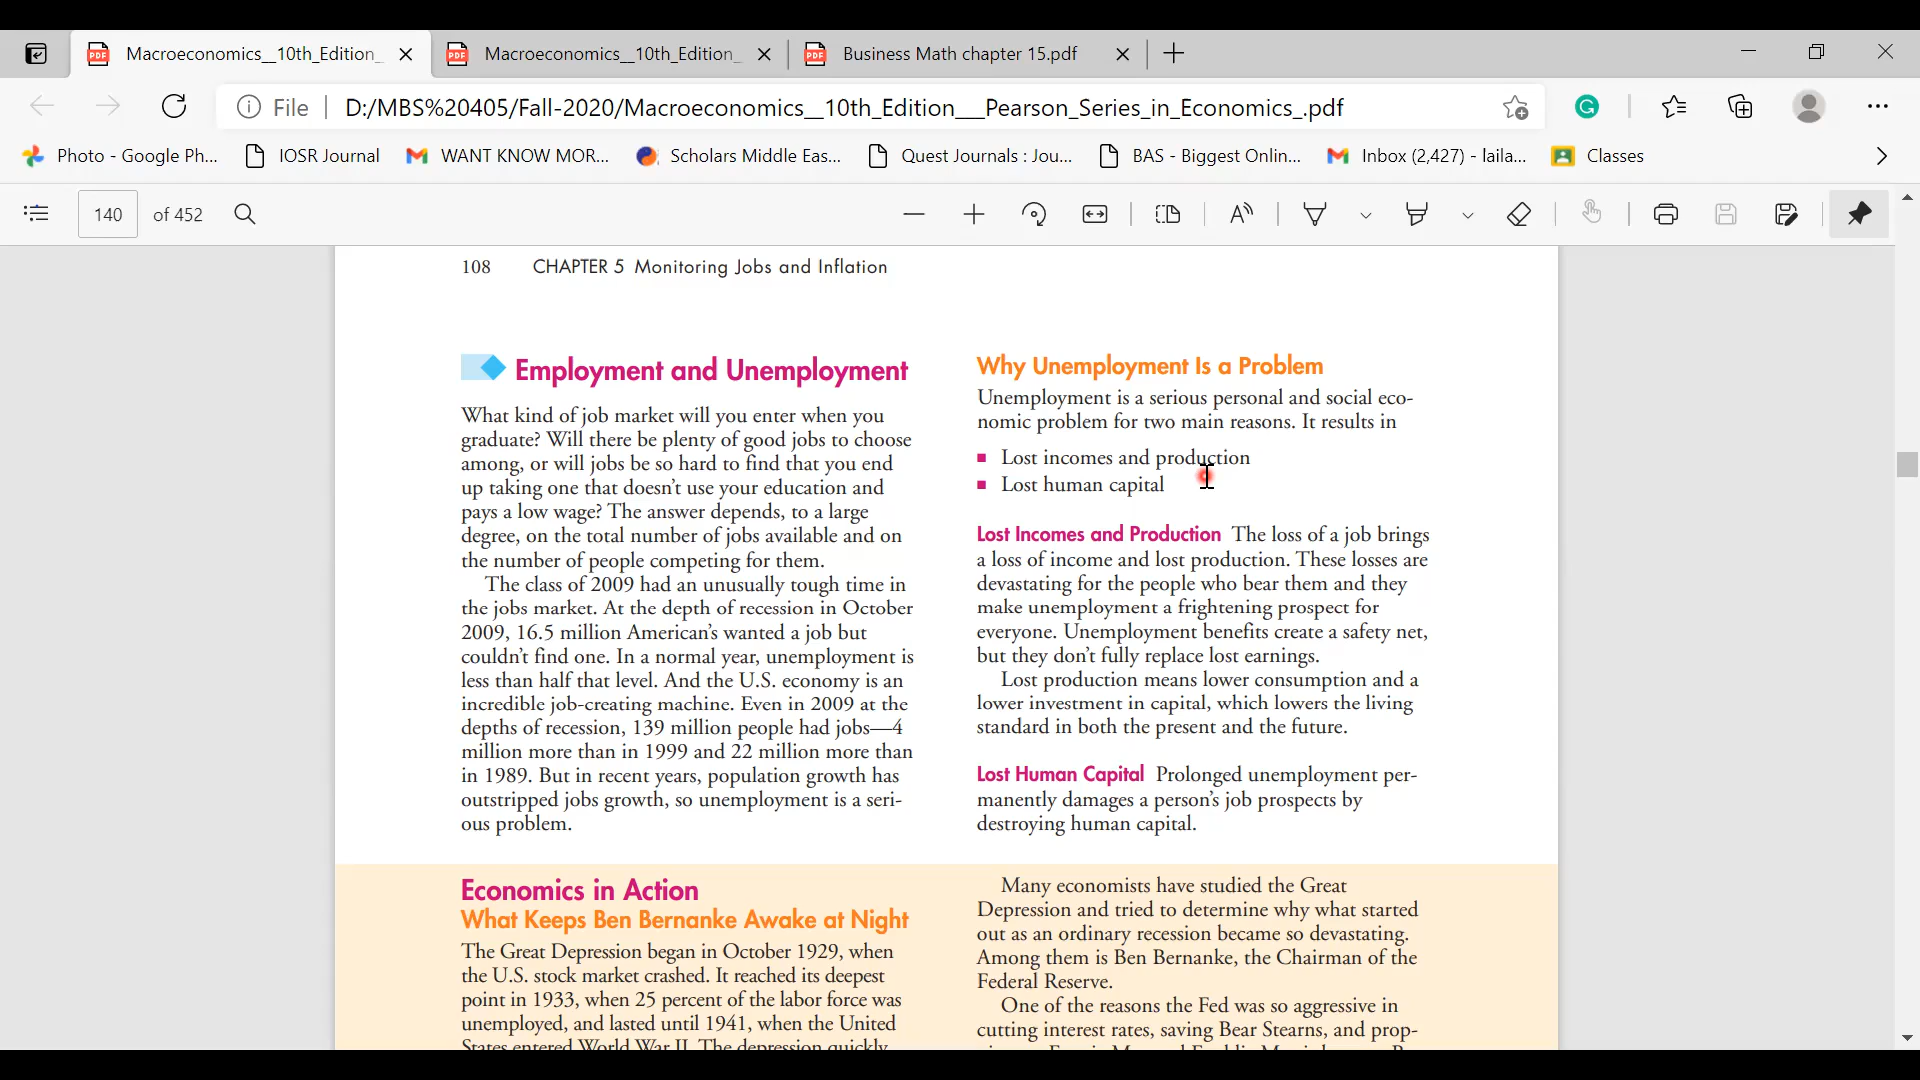 Macroeconomics__10th_Edition_
Macroeconomics__10th_Edition_
Business Math chapter 15.pdf
File
D:/MBS%20405/Fall-2020/Macroeconomics__10th_Edition___Pearson_Series_in_Economics_.pdf
Photo - Google Ph...
IOSR Journal
WANT KNOW MOR...
Scholars Middle Eas...
Quest Journals : Jou...
BAS - Biggest Onlin...
Inbox (2,427) - laila...
Classes
140 of 452
108 CHAPTER 5 Monitoring Jobs and Inflation
Employment and Unemployment
What kind of job market will you enter when you
graduate? Will there be plenty of good jobs to choose
among, or will jobs be so hard to find that you end
up taking one that doesn't use your education and
pays a low wage? The answer depends, to a large
degree, on the total number of jobs available and on
the number of people competing for them.
The class of 2009 had an unusually tough time in
the jobs market. At the depth of recession in October
2009, 16.5 million American's wanted a job but
couldn't find one. In a normal year, unemployment is
less than half that level. And the U.S. economy is an
incredible job-creating machine. Even in 2009 at the
depths of recession, 139 million people had jobs—4
million more than in 1999 and 22 million more than
in 1989. But in recent years, population growth has
outstripped jobs growth, so unemployment is a seri-
ous problem.
Why Unemployment Is a Problem
Unemployment is a serious personal and social eco-
nomic problem for two main reasons. It results in
■ Lost incomes and production
■ Lost human capital
Lost Incomes and Production The loss of a job brings
a loss of income and lost production. These losses are
devastating for the people who bear them and they
make unemployment a frightening prospect for
everyone. Unemployment benefits create a safety net,
but they don't fully replace lost earnings.
Lost production means lower consumption and a
lower investment in capital, which lowers the living
standard in both the present and the future.
Lost Human Capital Prolonged unemployment per-
manently damages a person's job prospects by
destroying human capital.
Economics in Action
What Keeps Ben Bernanke Awake at Night
The Great Depression began in October 1929, when
the U.S. stock market crashed. It reached its deepest
point in 1933, when 25 percent of the labor force was
unemployed, and lasted until 1941, when the United
States entered World War II. The depression quickly
Many economists have studied the Great
Depression and tried to determine why what started
out as an ordinary recession became so devastating.
Among them is Ben Bernanke, the Chairman of the
Federal Reserve.
One of the reasons the Fed was so aggressive in
cutting interest rates, saving Bear Stearns, and prop-